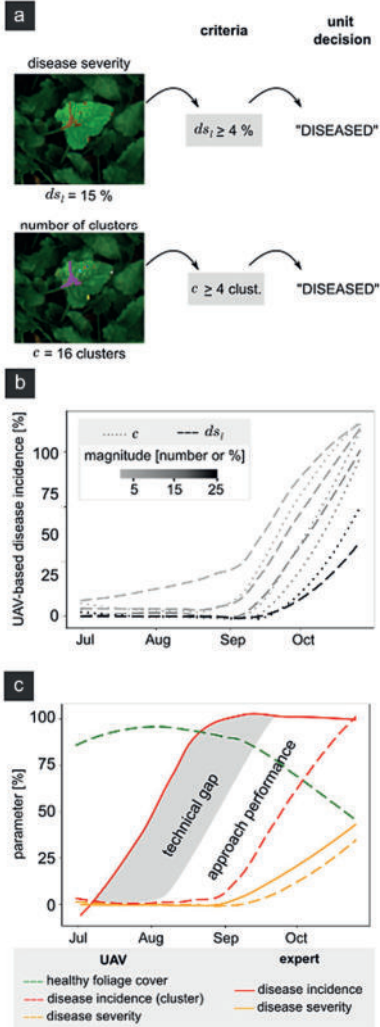 a
criteria
unit
decision
disease severity
dsₗ ≥ 4 %
"DISEASED"
dsₗ = 15 %
number of clusters
c ≥ 4 clust.
"DISEASED"
c = 16 clusters
b
UAV-based disease incidence [%]
100
75
50
25
0
c
dsₗ
magnitude [number or %]
5 15 25
Jul Aug Sep Oct
c
parameter [%]
100
75
50
25
0
technical gap
approach performance
Jul Aug Sep Oct
UAV
healthy foliage cover
disease incidence (cluster)
disease severity
expert
disease incidence
disease severity